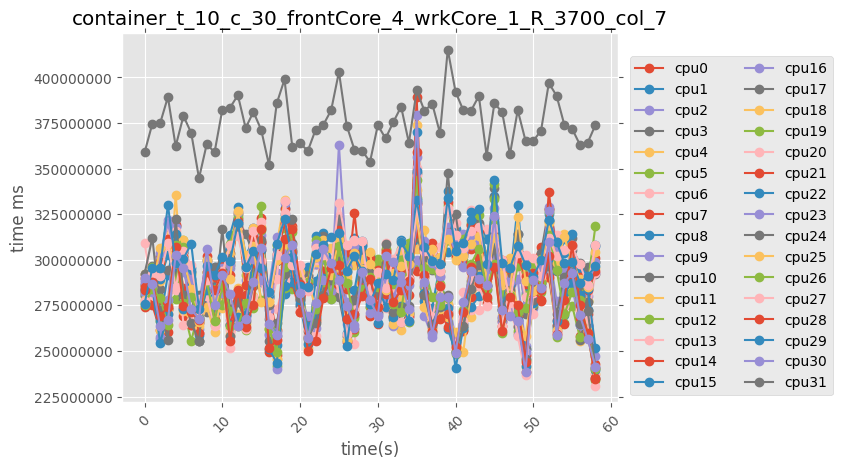 container_t_10_c_30_frontCore_4_wrkCore_1_R_3700_col_7
time ms
400000000
375000000
350000000
325000000
300000000
275000000
250000000
225000000
0
10
20
30
40
50
60
time(s)
cpu0
cpu1
cpu2
cpu3
cpu4
cpu5
cpu6
cpu7
cpu8
cpu9
cpu10
cpu11
cpu12
cpu13
cpu14
cpu15
cpu16
cpu17
cpu18
cpu19
cpu20
cpu21
cpu22
cpu23
cpu24
cpu25
cpu26
cpu27
cpu28
cpu29
cpu30
cpu31